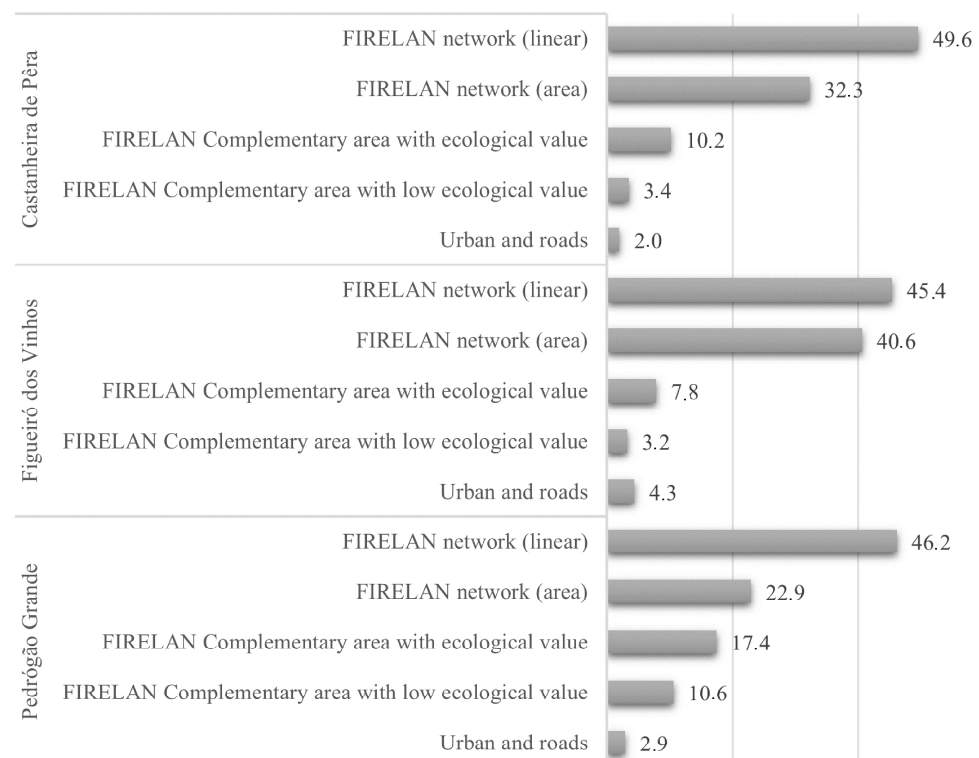 Castanheira de Pêra
FIRELAN network (linear) 49.6
FIRELAN network (area) 32.3
FIRELAN Complementary area with ecological value 10.2
FIRELAN Complementary area with low ecological value 3.4
Urban and roads 2.0
Figueiró dos Vinhos
FIRELAN network (linear) 45.4
FIRELAN network (area) 40.6
FIRELAN Complementary area with ecological value 7.8
FIRELAN Complementary area with low ecological value 3.2
Urban and roads 4.3
Pedrógão Grande
FIRELAN network (linear) 46.2
FIRELAN network (area) 22.9
FIRELAN Complementary area with ecological value 17.4
FIRELAN Complementary area with low ecological value 10.6
Urban and roads 2.9